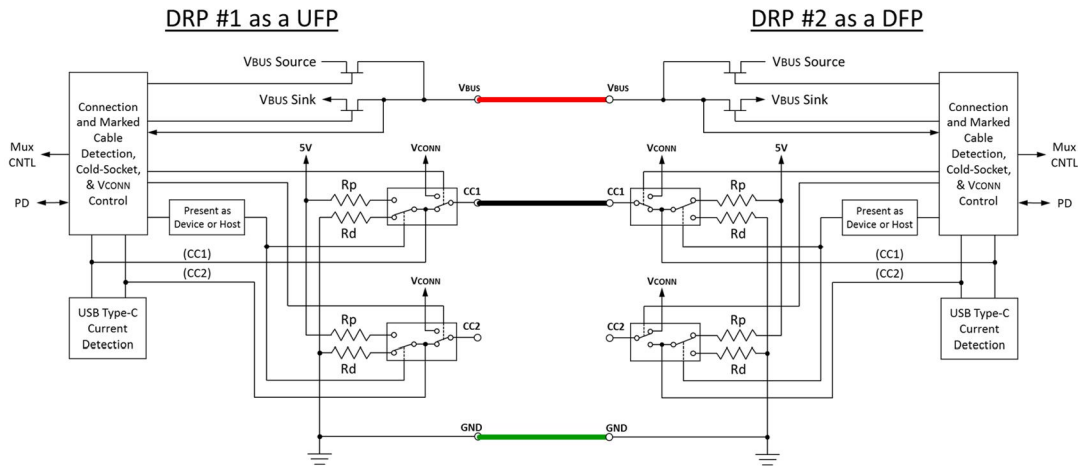 DRP #1 as a UFP
DRP #2 as a DFP
VBUS Source
VBUS Sink
VBUS
VBUS
VBUS Source
VBUS Sink
Connection
and Marked
Cable
Detection,
Cold-Socket,
& VCONN
Control
Mux
CNTL
PD
5V
VCONN
CC1
Rp
Rd
Present as
Device or Host
(CC1)
(CC2)
VCONN
CC2
Rp
Rd
USB Type-C
Current
Detection
GND
VCONN
5V
CC1
Rp
Rd
Present as
Device or Host
(CC1)
(CC2)
VCONN
CC2
Rp
Rd
GND
Connection
and Marked
Cable
Detection,
Cold-Socket,
& VCONN
Control
Mux
CNTL
PD
USB Type-C
Current
Detection